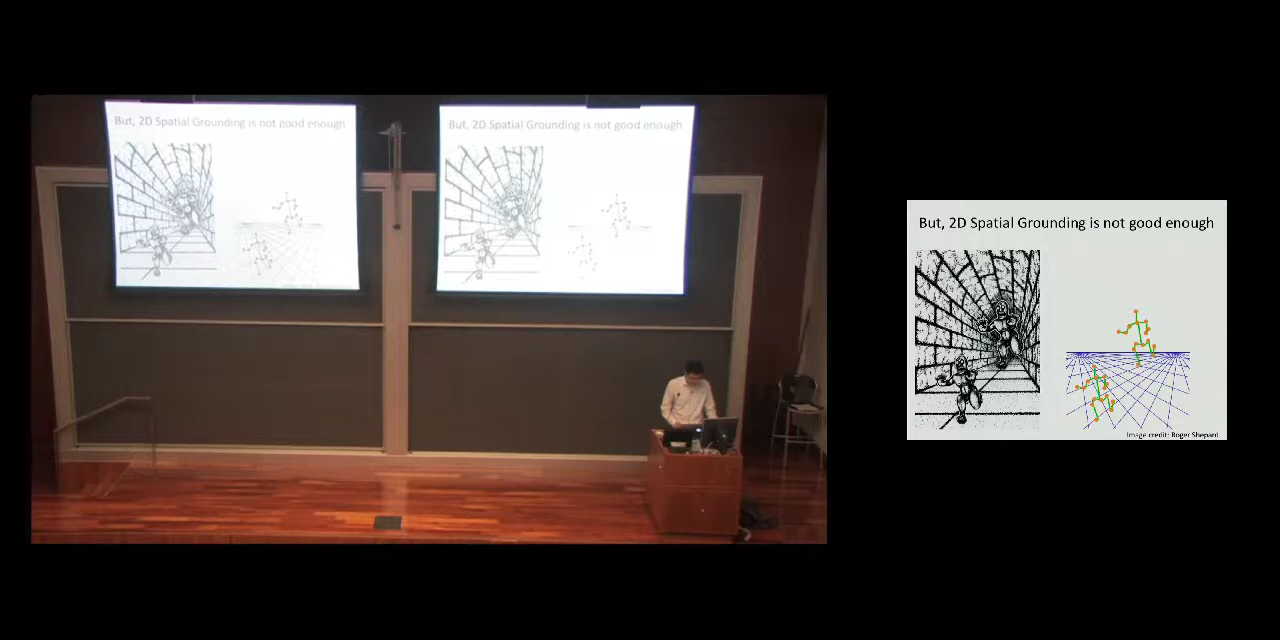 But, 2D Spatial Grounding is not good enough
But, 2D Spatial Grounding is not good enough
But, 2D Spatial Grounding is not good enough
Image credit: Roger Shepard